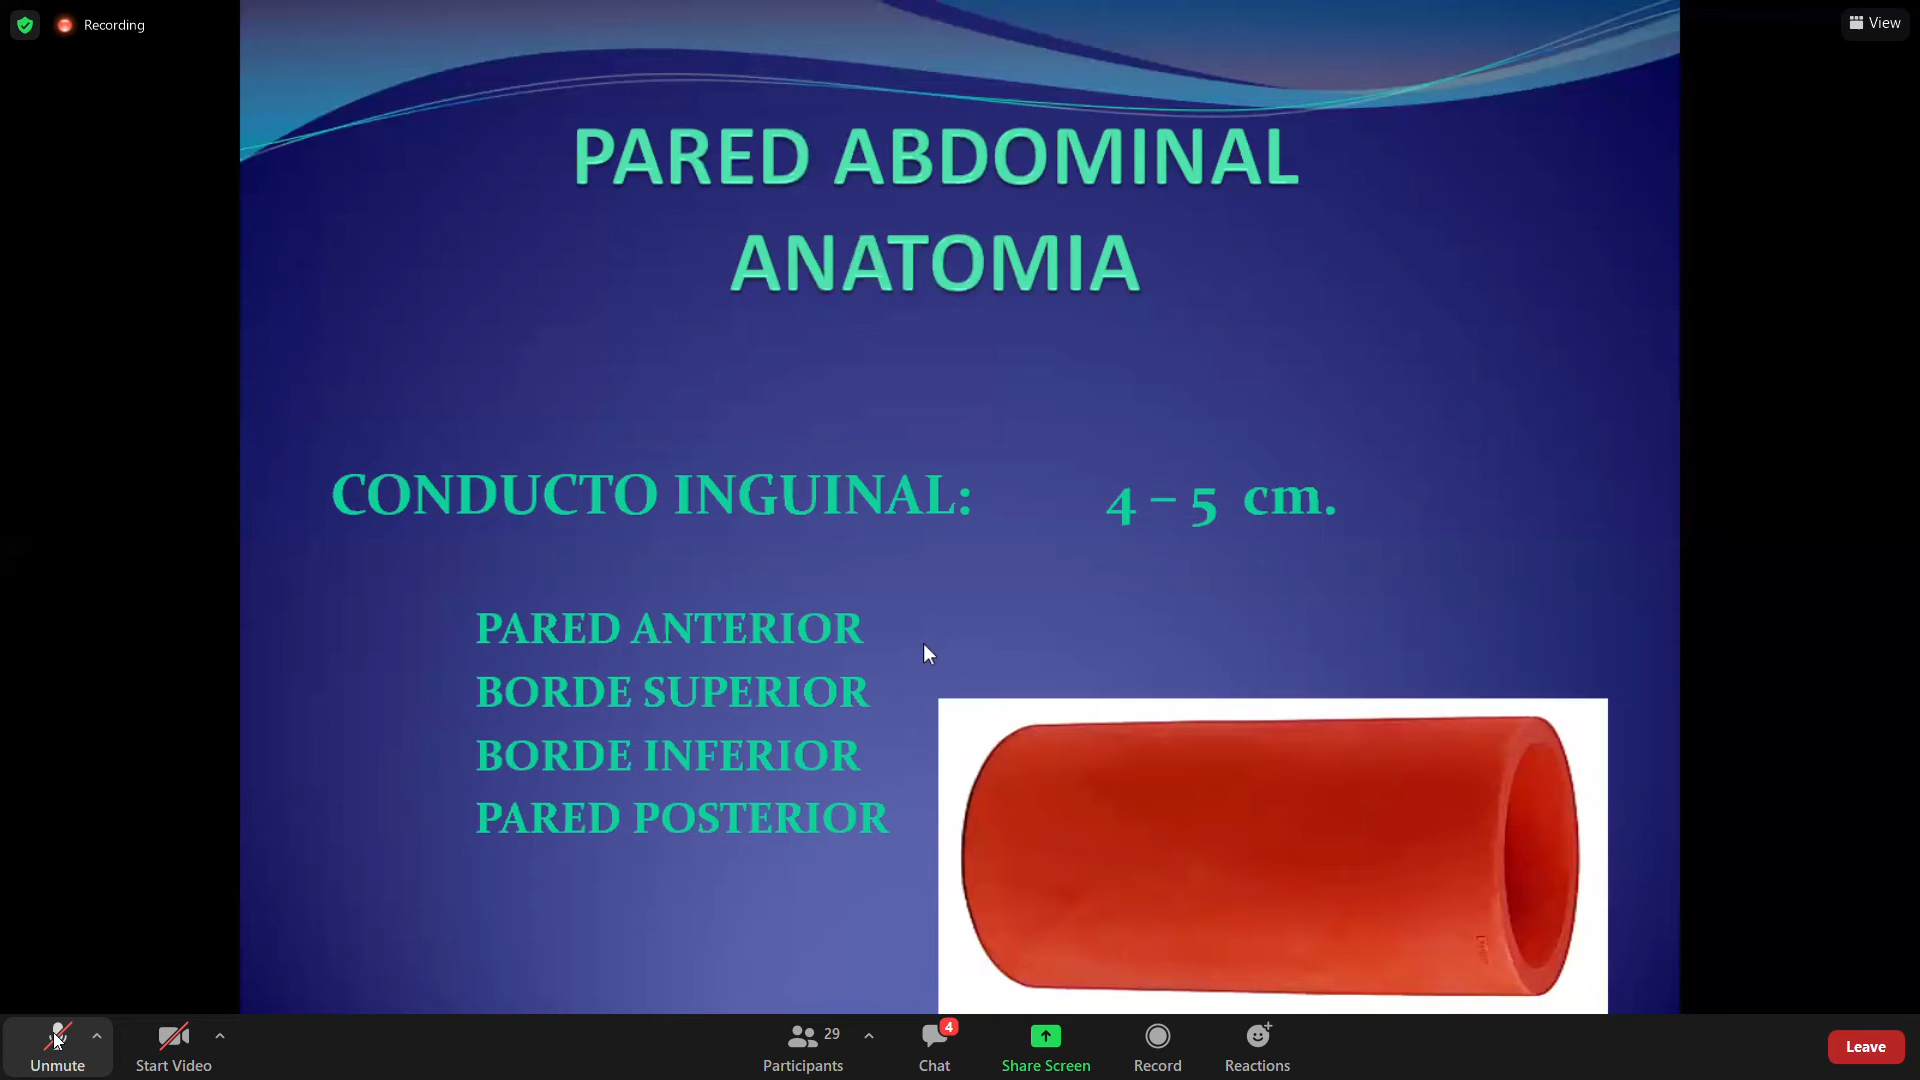 Recording
View
PARED ABDOMINAL
ANATOMIA
CONDUCTO INGUINAL: 4 – 5 cm.
PARED ANTERIOR
BORDE SUPERIOR
BORDE INFERIOR
PARED POSTERIOR
Unmute
Start Video
29
Participants
4
Chat
Share Screen
Record
Reactions
Leave